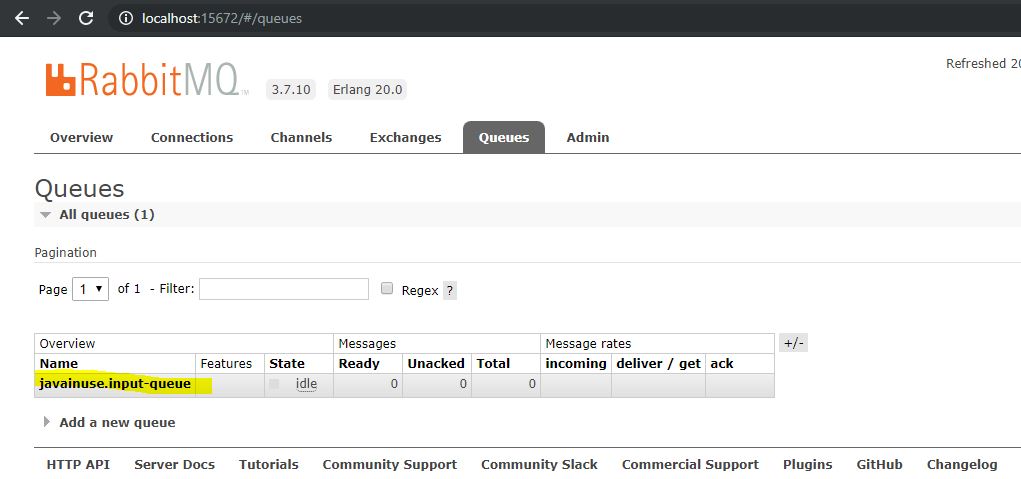 localhost:15672/#/queues
Refreshed 20
RabbitMQ TM 3.7.10 Erlang 20.0
Overview Connections Channels Exchanges Queues Admin
Queues
All queues (1)
Pagination
Page 1 of 1 - Filter: Regex ?
Overview Messages Message rates +/-
Name Features State Ready Unacked Total incoming deliver / get ack
javainuse.input-queue idle 0 0 0
Add a new queue
HTTP API Server Docs Tutorials Community Support Community Slack Commercial Support Plugins GitHub Changelog